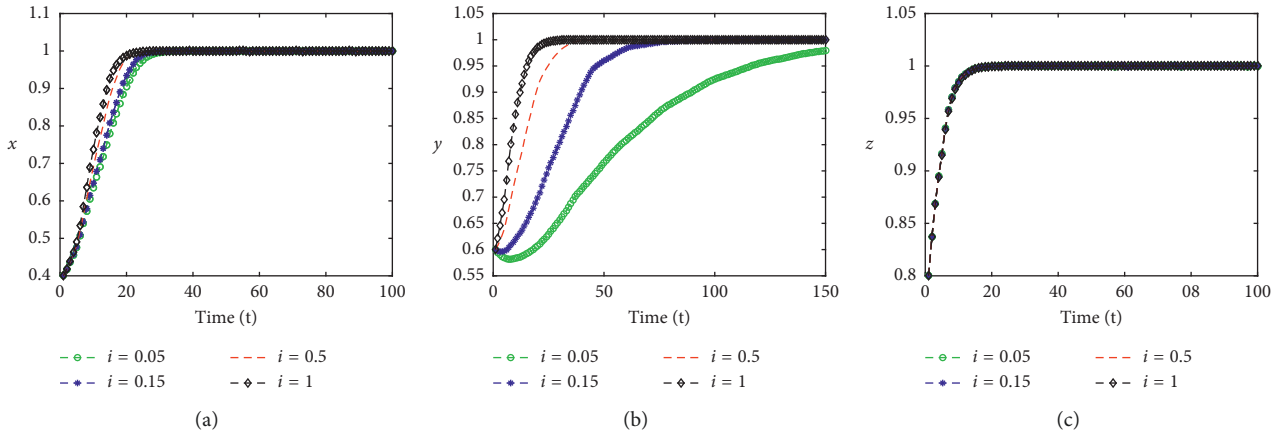 1.1
1
0.9
0.8
x
0.7
0.6
0.5
0.4
0 20 40 60 80 100
Time (t)
i = 0.05 i = 0.5
i = 0.15 i = 1
(a)
1.05
1
0.95
0.9
0.85
y 0.8
0.75
0.7
0.65
0.6
0.55
0 50 100 150
Time (t)
i = 0.05 i = 0.5
i = 0.15 i = 1
(b)
1.05
1
0.95
z
0.9
0.85
0.8
0 20 40 60 08 100
Time (t)
i = 0.05 i = 0.5
i = 0.15 i = 1
(c)